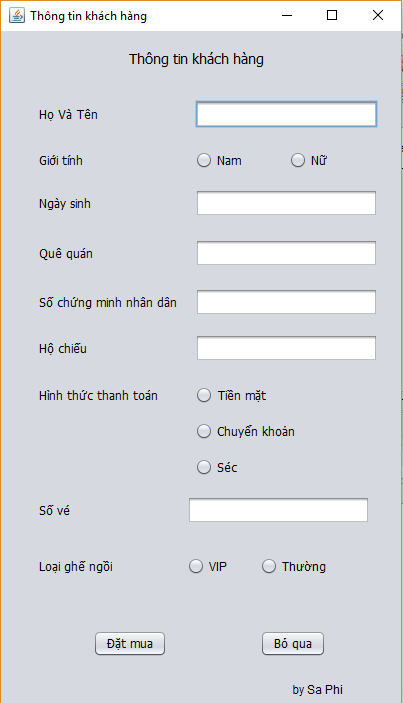 Thông tin khách hàng
Thông tin khách hàng
Họ Và Tên
Giới tính Nam Nữ
Ngày sinh
Quê quán
Số chứng minh nhân dân
Hộ chiếu
Hình thức thanh toán Tiền mặt
Chuyển khoản
Séc
Số vé
Loại ghế ngồi VIP Thường
Đặt mua Bỏ qua
by Sa Phi